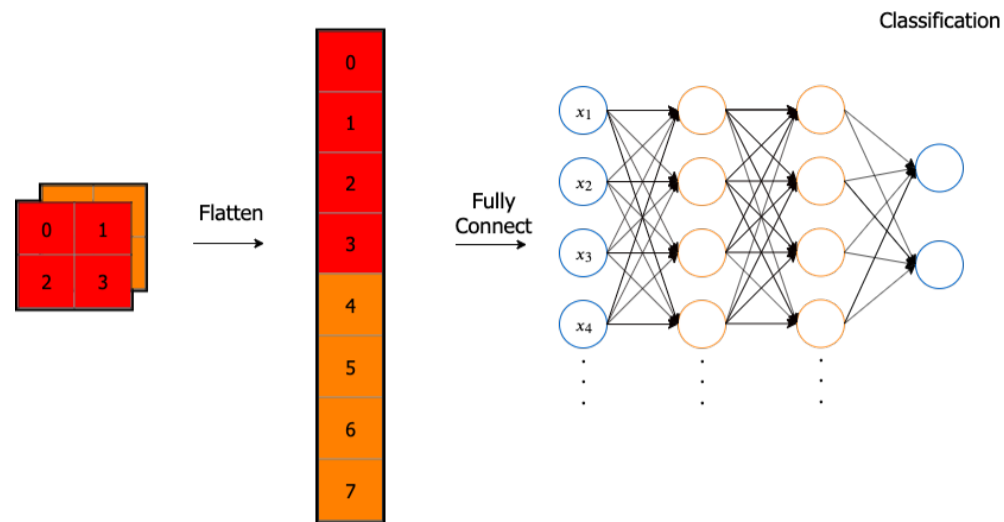 Classification
0 1
2 3
Flatten
0
1
2
3
4
5
6
7
Fully
Connect
x1
x2
x3
x4